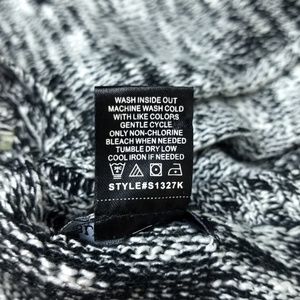 WASH INSIDE OUT
MACHINE WASH COLD
WITH LIKE COLORS
GENTLE CYCLE
ONLY NON-CHLORINE
BLEACH WHEN NEEDED
TUMBLE DRY LOW
COOL IRON IF NEEDED
STYLE#S1327K